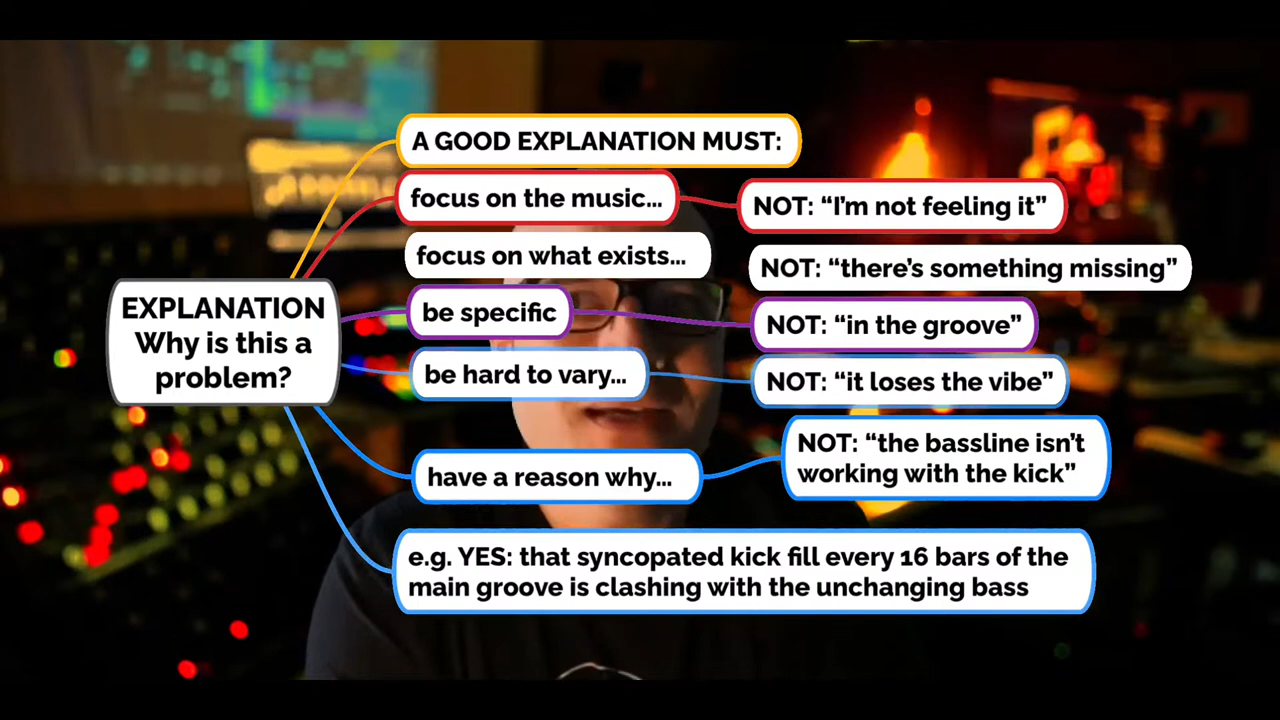 A GOOD EXPLANATION MUST:
focus on the music...
NOT: “I’m not feeling it”
focus on what exists...
NOT: “there’s something missing”
EXPLANATION
Why is this a
problem?
be specific
NOT: “in the groove”
be hard to vary...
NOT: “it loses the vibe”
have a reason why...
NOT: “the bassline isn’t
working with the kick”
e.g. YES: that syncopated kick fill every 16 bars of the
main groove is clashing with the unchanging bass